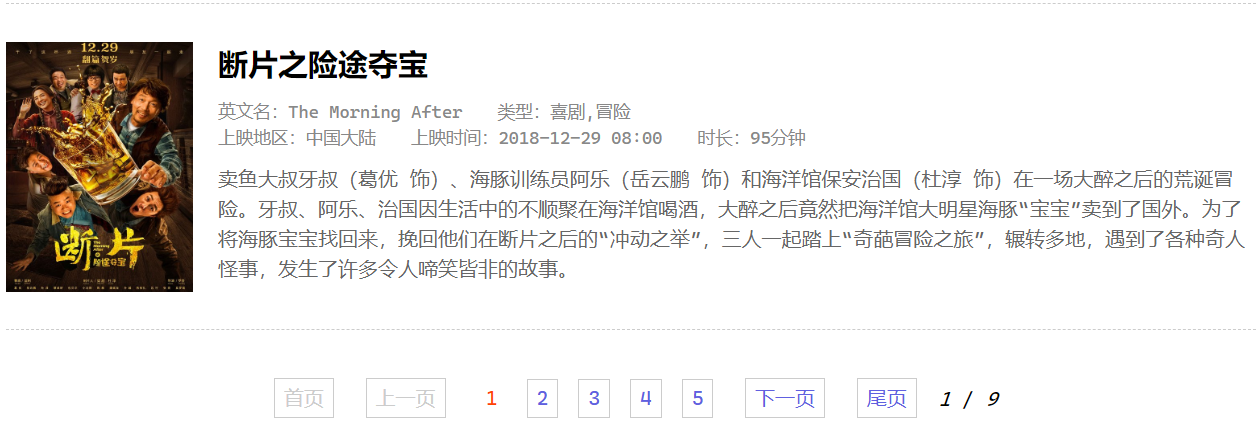 12.29
翻篇贺岁
断片
The Morning After
险途夺宝
断片之险途夺宝
英文名：The Morning After 类型：喜剧,冒险
上映地区：中国大陆 上映时间：2018-12-29 08:00 时长：95分钟
卖鱼大叔牙叔（葛优 饰）、海豚训练员阿乐（岳云鹏 饰）和海洋馆保安治国（杜淳 饰）在一场大醉之后的荒诞冒
险。牙叔、阿乐、治国因生活中的不顺聚在海洋馆喝酒，大醉之后竟然把海洋馆大明星海豚“宝宝”卖到了国外。为了
将海豚宝宝找回来，挽回他们在断片之后的“冲动之举”，三人一起踏上“奇葩冒险之旅”，辗转多地，遇到了各种奇人
怪事，发生了许多令人啼笑皆非的故事。
首页 上一页 1 2 3 4 5 下一页 尾页 1 / 9